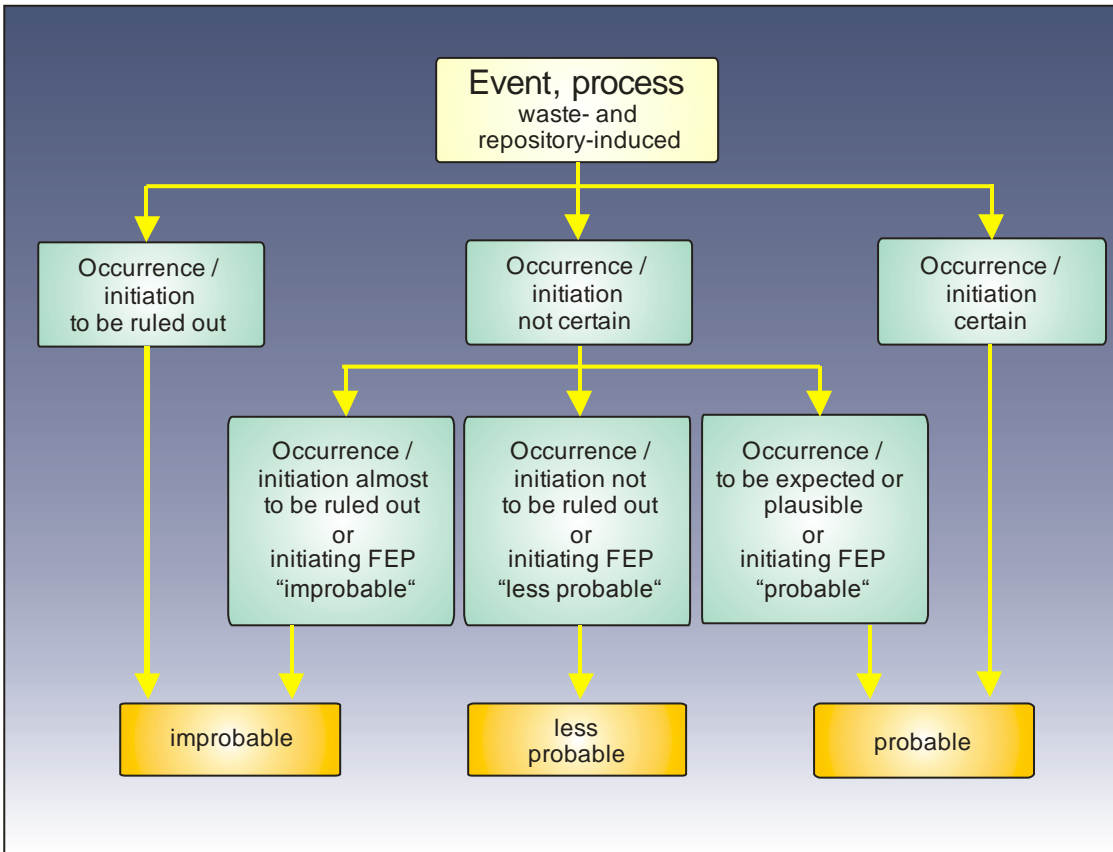 Event, process
waste- and
repository-induced
Occurrence /
initiation
to be ruled out
Occurrence /
initiation
not certain
Occurrence /
initiation
certain
Occurrence /
initiation almost
to be ruled out
or
initiating FEP
“improbable“
Occurrence /
initiation not
to be ruled out
or
initiating FEP
“less probable“
Occurrence /
to be expected or
plausible
or
initiating FEP
“probable“
improbable
less
probable
probable